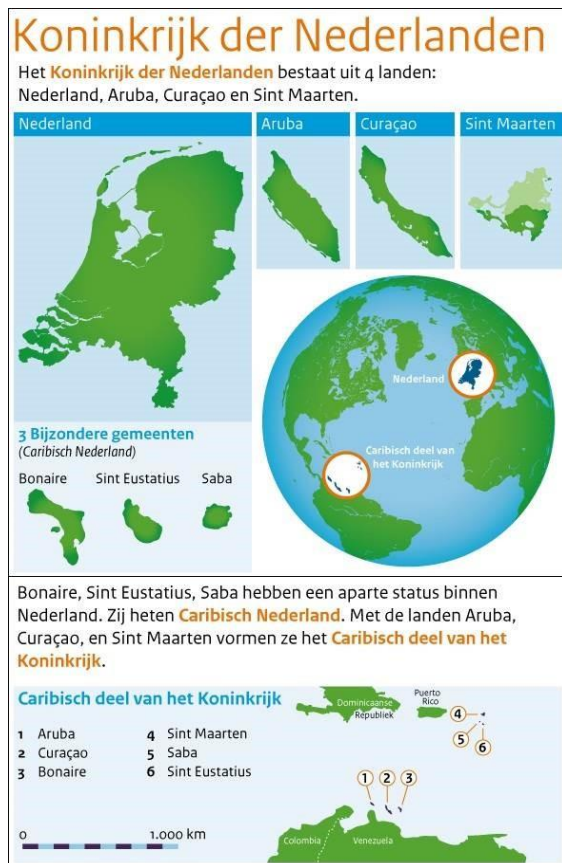 Koninkrijk der Nederlanden
Het Koninkrijk der Nederlanden bestaat uit 4 landen:
Nederland, Aruba, Curaçao en Sint Maarten.
Nederland
Aruba
Curaçao
Sint Maarten
Nederland
Caribisch deel van
het Koninkrijk
3 Bijzondere gemeenten
(Caribisch Nederland)
Bonaire
Sint Eustatius
Saba
Bonaire, Sint Eustatius, Saba hebben een aparte status binnen
Nederland. Zij heten Caribisch Nederland. Met de landen Aruba,
Curaçao, en Sint Maarten vormen ze het Caribisch deel van het
Koninkrijk.
Caribisch deel van het Koninkrijk
1 Aruba
2 Curaçao
3 Bonaire
4 Sint Maarten
5 Saba
6 Sint Eustatius
0 1.000 km
Dominicaanse
Republiek
Puerto
Rico
4
5
6
1
2
3
Colombia
Venezuela